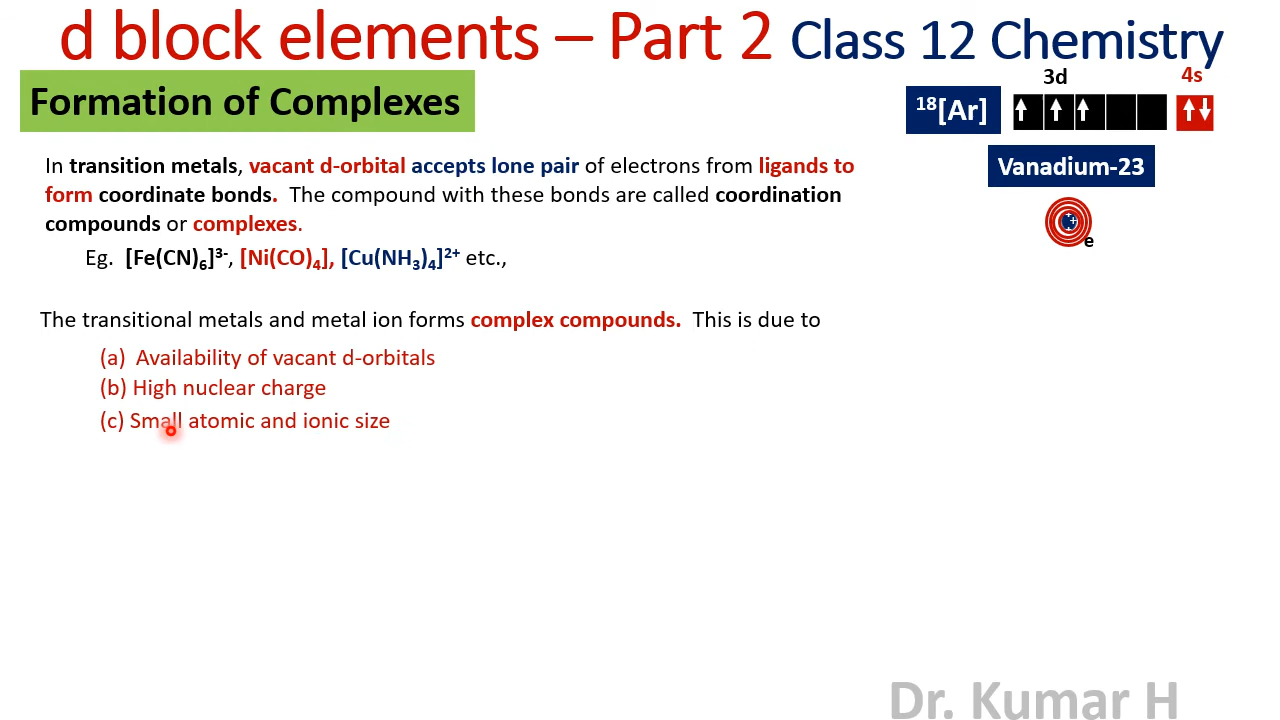 d block elements – Part 2 Class 12 Chemistry
Formation of Complexes
3d 4s
¹⁸[Ar]
Vanadium-23
+
e
In transition metals, vacant d-orbital accepts lone pair of electrons from ligands to
form coordinate bonds. The compound with these bonds are called coordination
compounds or complexes.
Eg. [Fe(CN)₆]³⁻, [Ni(CO)₄], [Cu(NH₃)₄]²⁺ etc.,
The transitional metals and metal ion forms complex compounds. This is due to
(a) Availability of vacant d-orbitals
(b) High nuclear charge
(c) Small atomic and ionic size
Dr. Kumar H